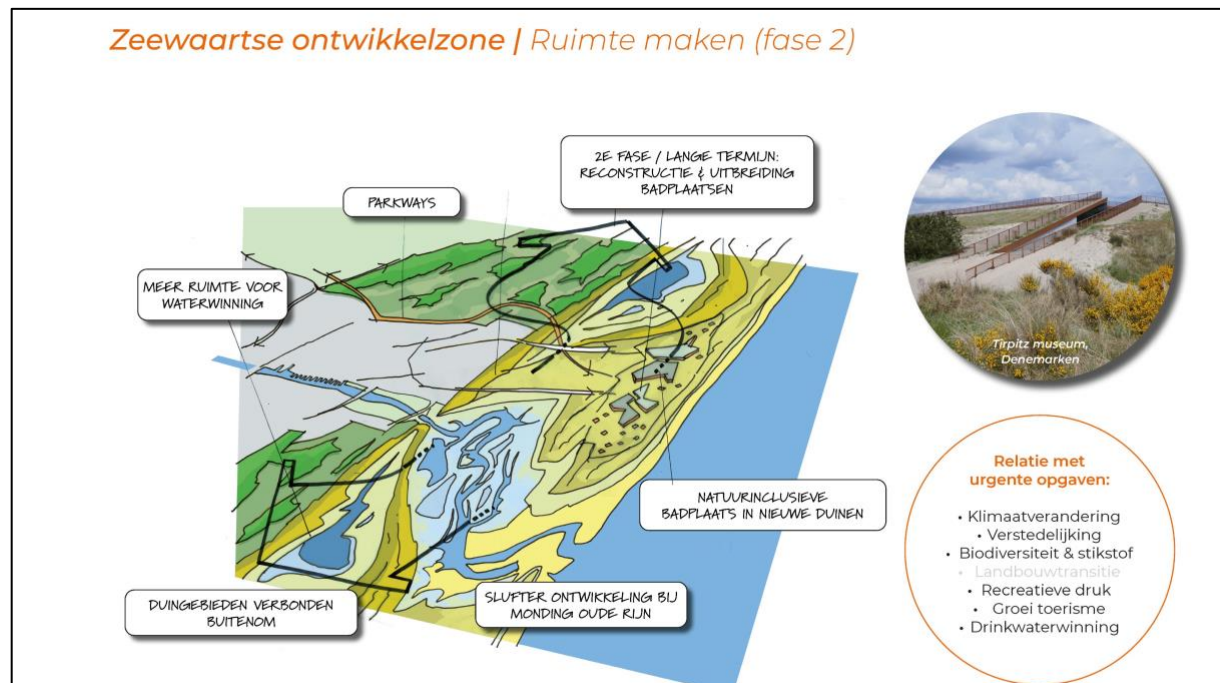 Zeewaartse ontwikkelzone | Ruimte maken (fase 2)
2E FASE / LANGE TERMIJN:
RECONSTRUCTIE & UITBREIDING
BADPLAATSEN
PARKWAYS
MEER RUIMTE VOOR
WATERWINNING
Tirpitz museum,
Denemarken
NATUURINCLUSIEVE
BADPLAATS IN NIEUWE DUINEN
SLUFTER ONTWIKKELING BIJ
MONDING OUDE RIJN
DUINGEBIEDEN VERBONDEN
BUITENOM
Relatie met
urgente opgaven:
• Klimaatverandering
• Verstedelijking
• Biodiversiteit & stikstof
• Landbouwtransitie
• Recreatieve druk
• Groei toerisme
• Drinkwaterwinning